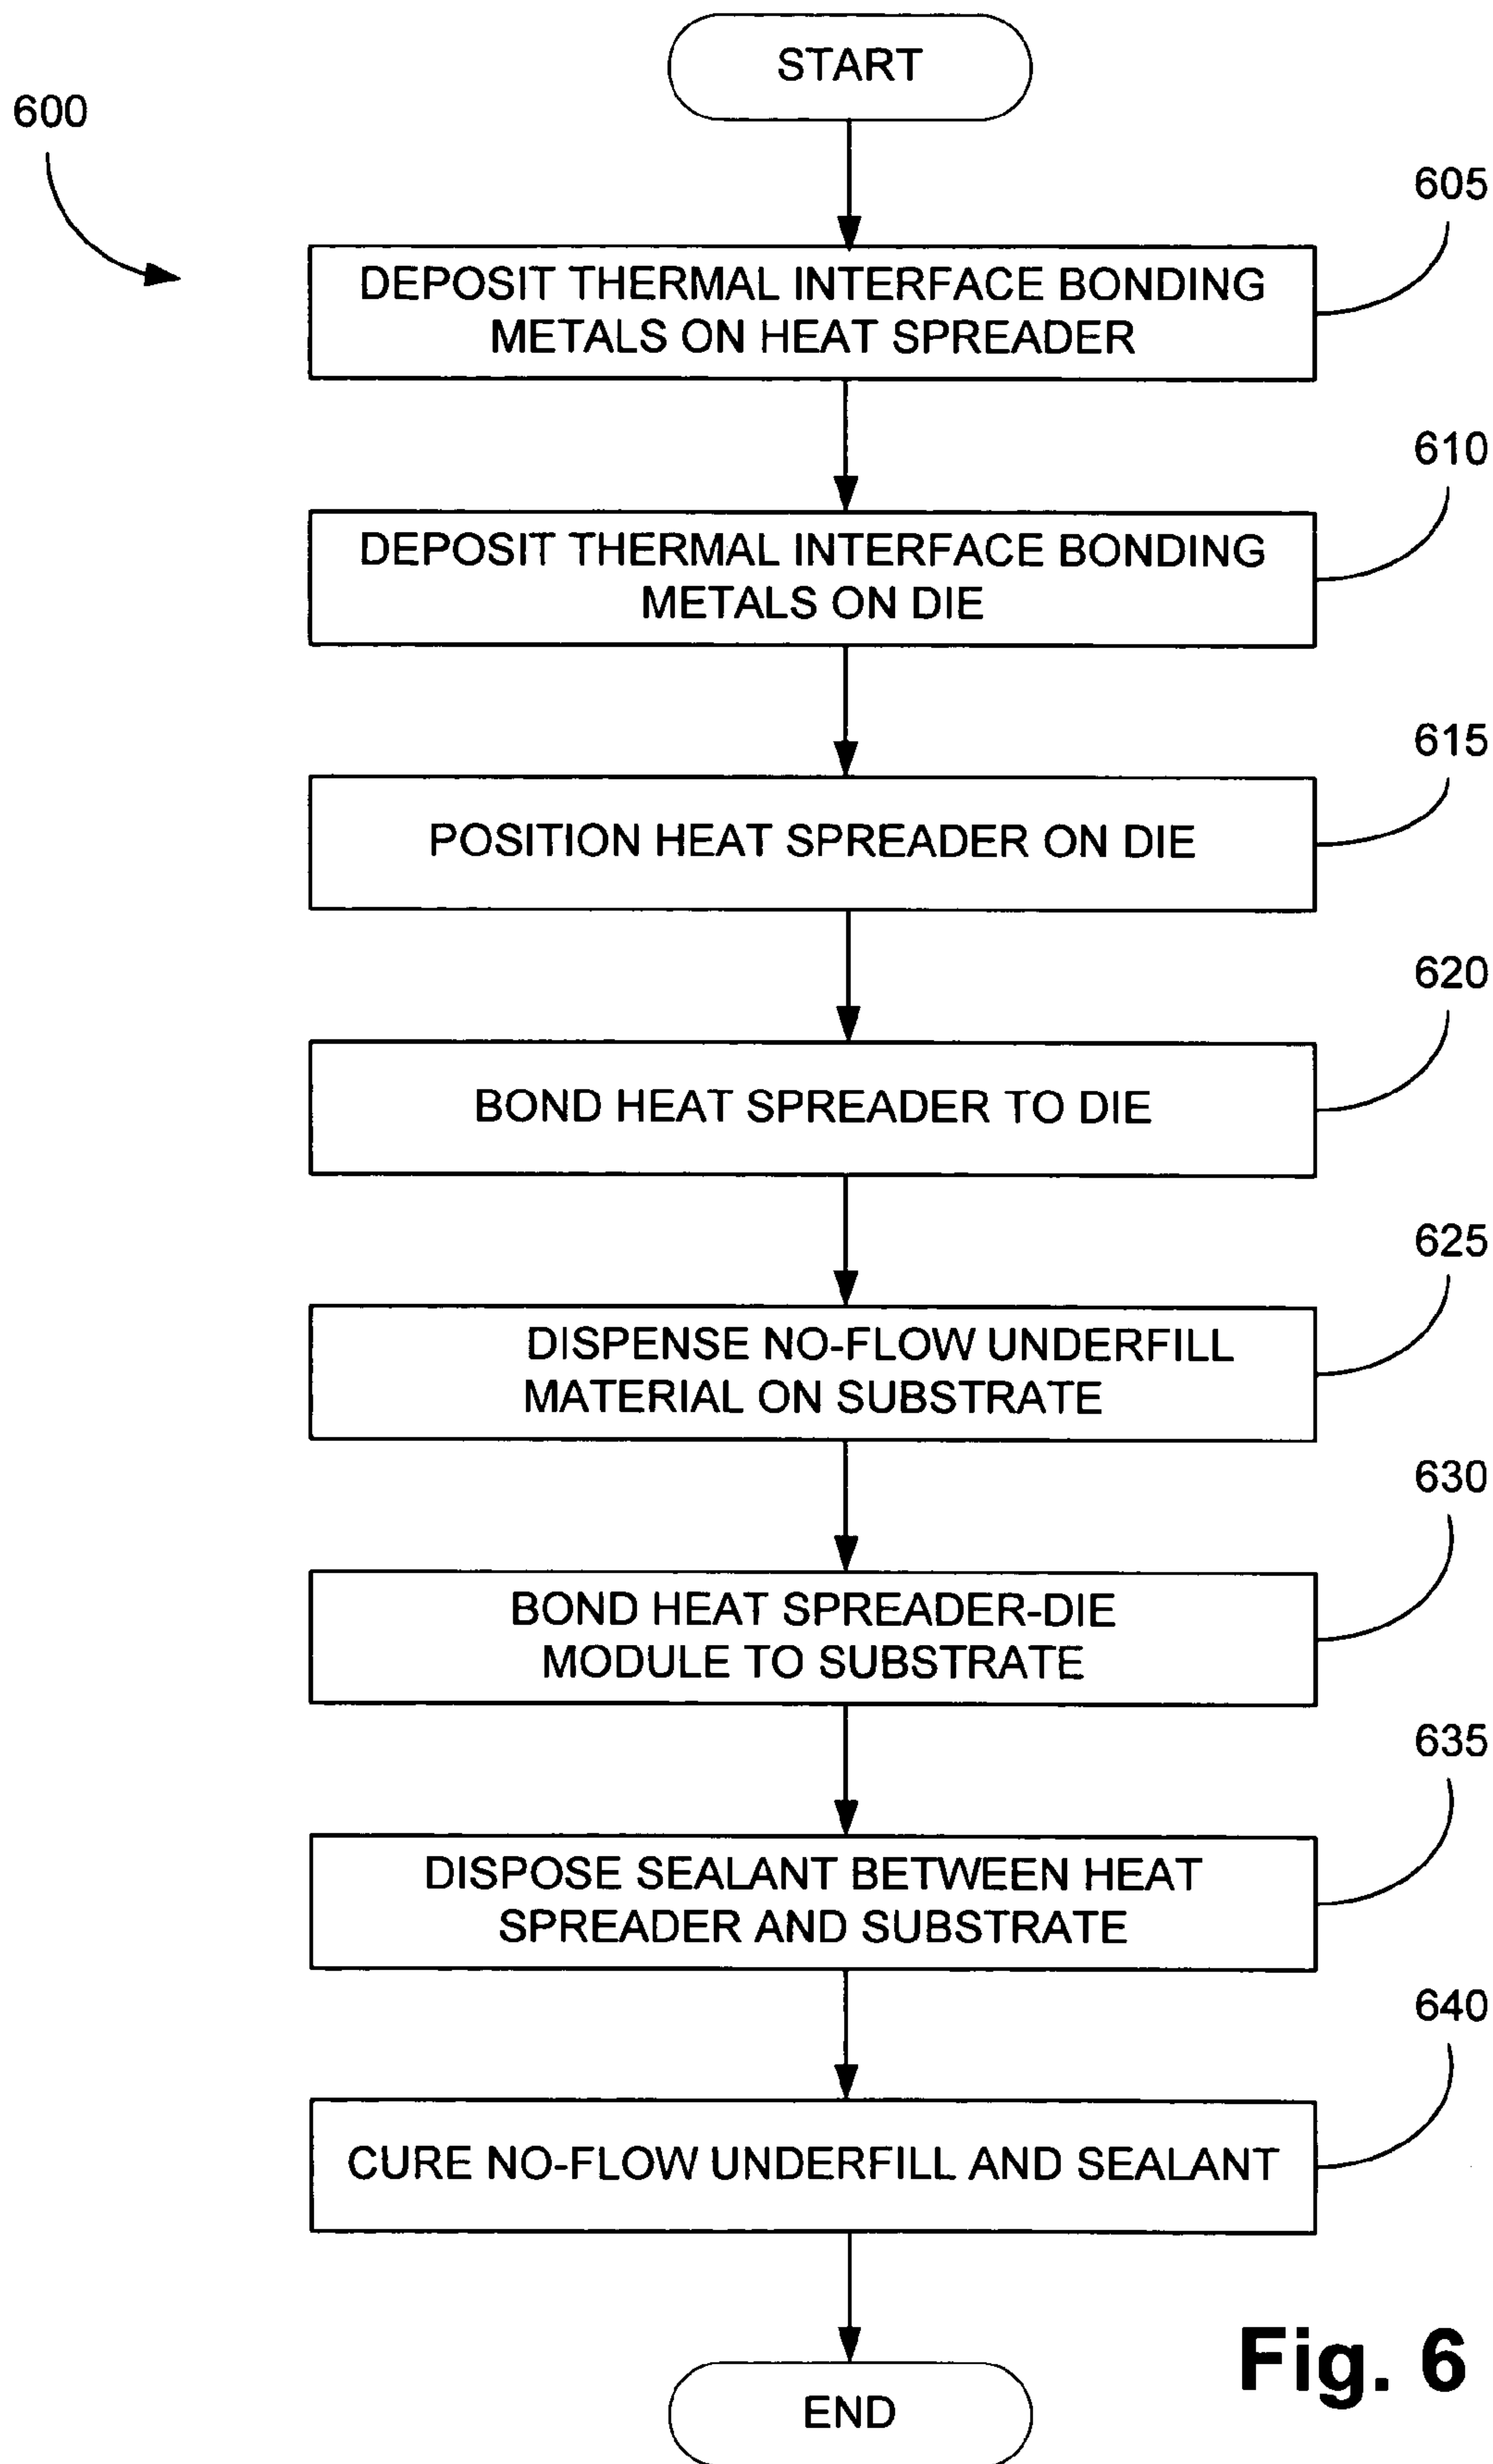 START
600
605
DEPOSIT THERMAL INTERFACE BONDING
METALS ON HEAT SPREADER
610
DEPOSIT THERMAL INTERFACE BONDING
METALS ON DIE
615
POSITION HEAT SPREADER ON DIE
620
BOND HEAT SPREADER TO DIE
625
DISPENSE NO-FLOW UNDERFILL
MATERIAL ON SUBSTRATE
630
BOND HEAT SPREADER-DIE
MODULE TO SUBSTRATE
635
DISPOSE SEALANT BETWEEN HEAT
SPREADER AND SUBSTRATE
640
CURE NO-FLOW UNDERFILL AND SEALANT
END
Fig. 6